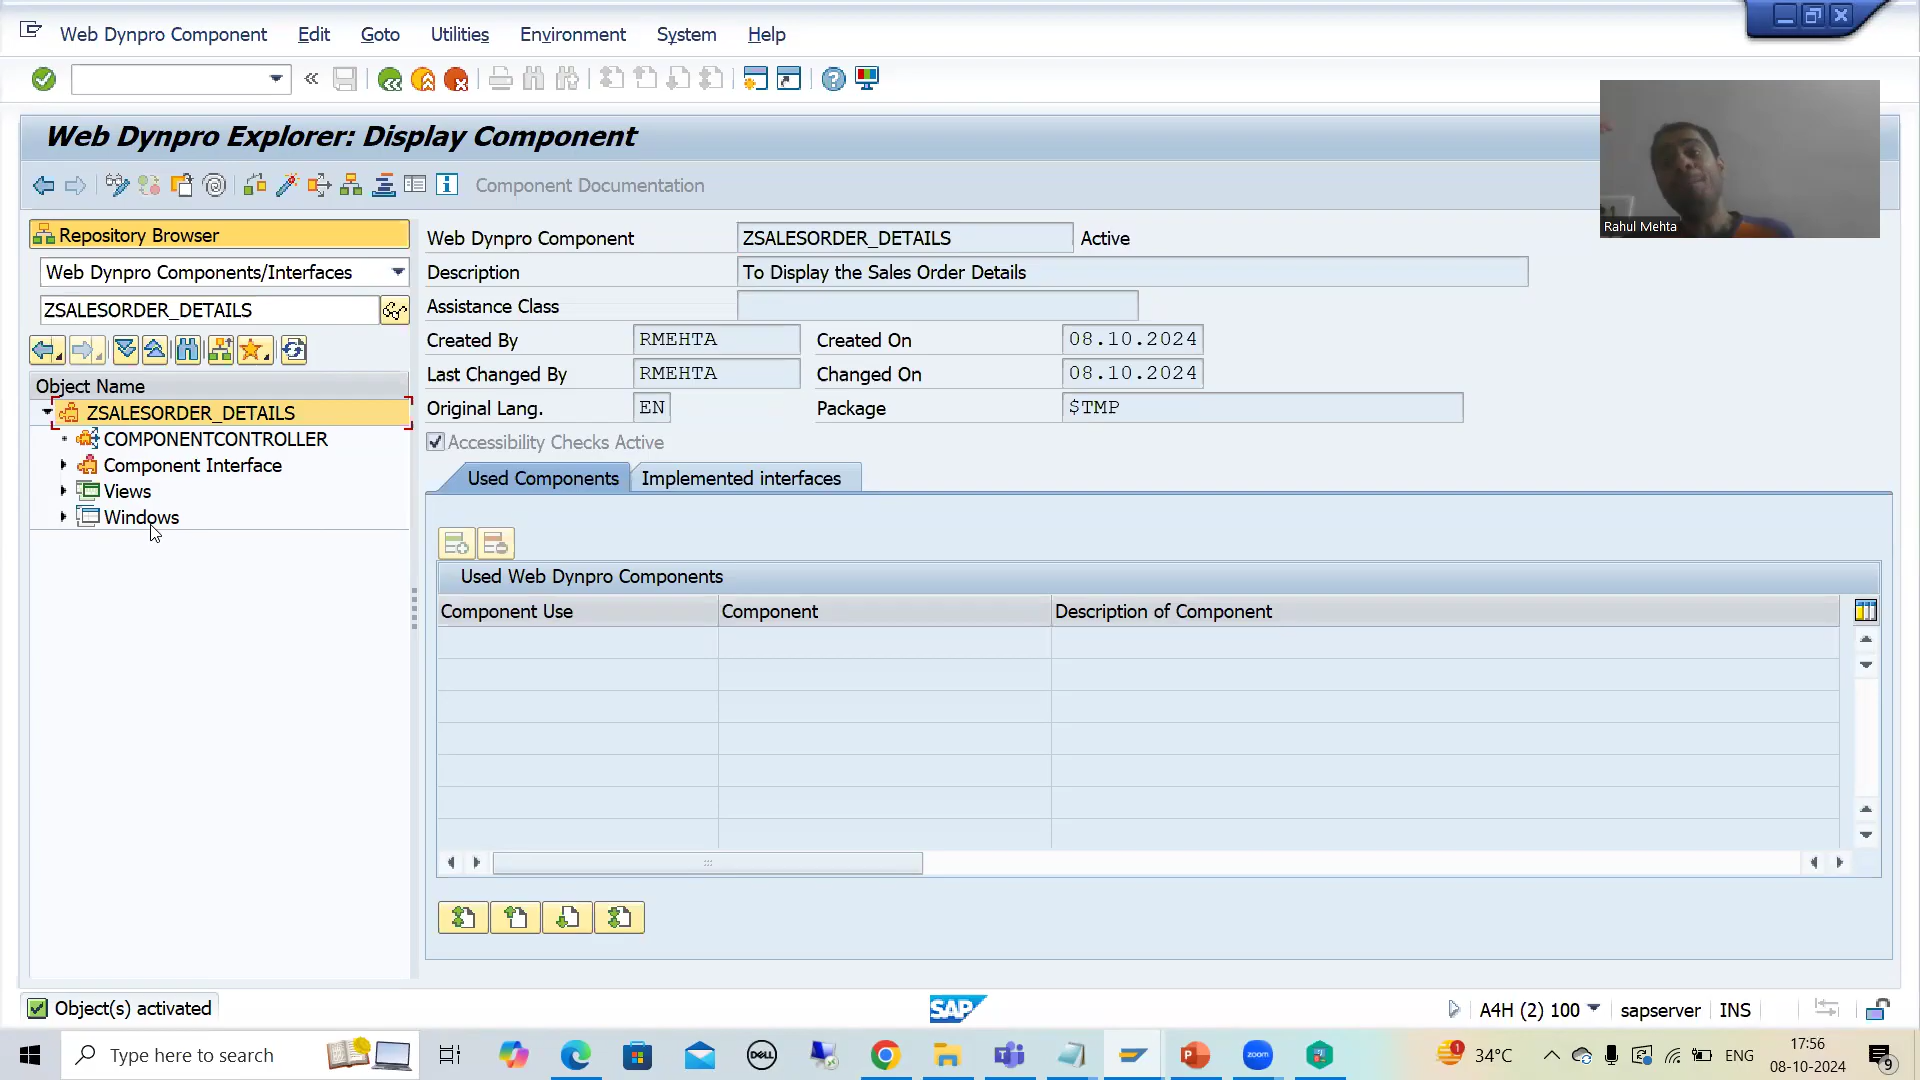 Web Dynpro Component Edit Goto Utilities Environment System Help
Web Dynpro Explorer: Display Component
Component Documentation
Rahul Mehta
Repository Browser
Web Dynpro Components/Interfaces
ZSALESORDER_DETAILS
Object Name
ZSALESORDER_DETAILS
COMPONENTCONTROLLER
Component Interface
Views
Windows
Web Dynpro Component ZSALESORDER_DETAILS Active
Description To Display the Sales Order Details
Assistance Class
Created By RMEHTA Created On 08.10.2024
Last Changed By RMEHTA Changed On 08.10.2024
Original Lang. EN Package $TMP
Accessibility Checks Active
Used Components Implemented interfaces
Used Web Dynpro Components
Component Use Component Description of Component
Object(s) activated
SAP
A4H (2) 100 sapserver INS
Type here to search
DELL
zoom
1
34°C
ENG
17:56
08-10-2024
9